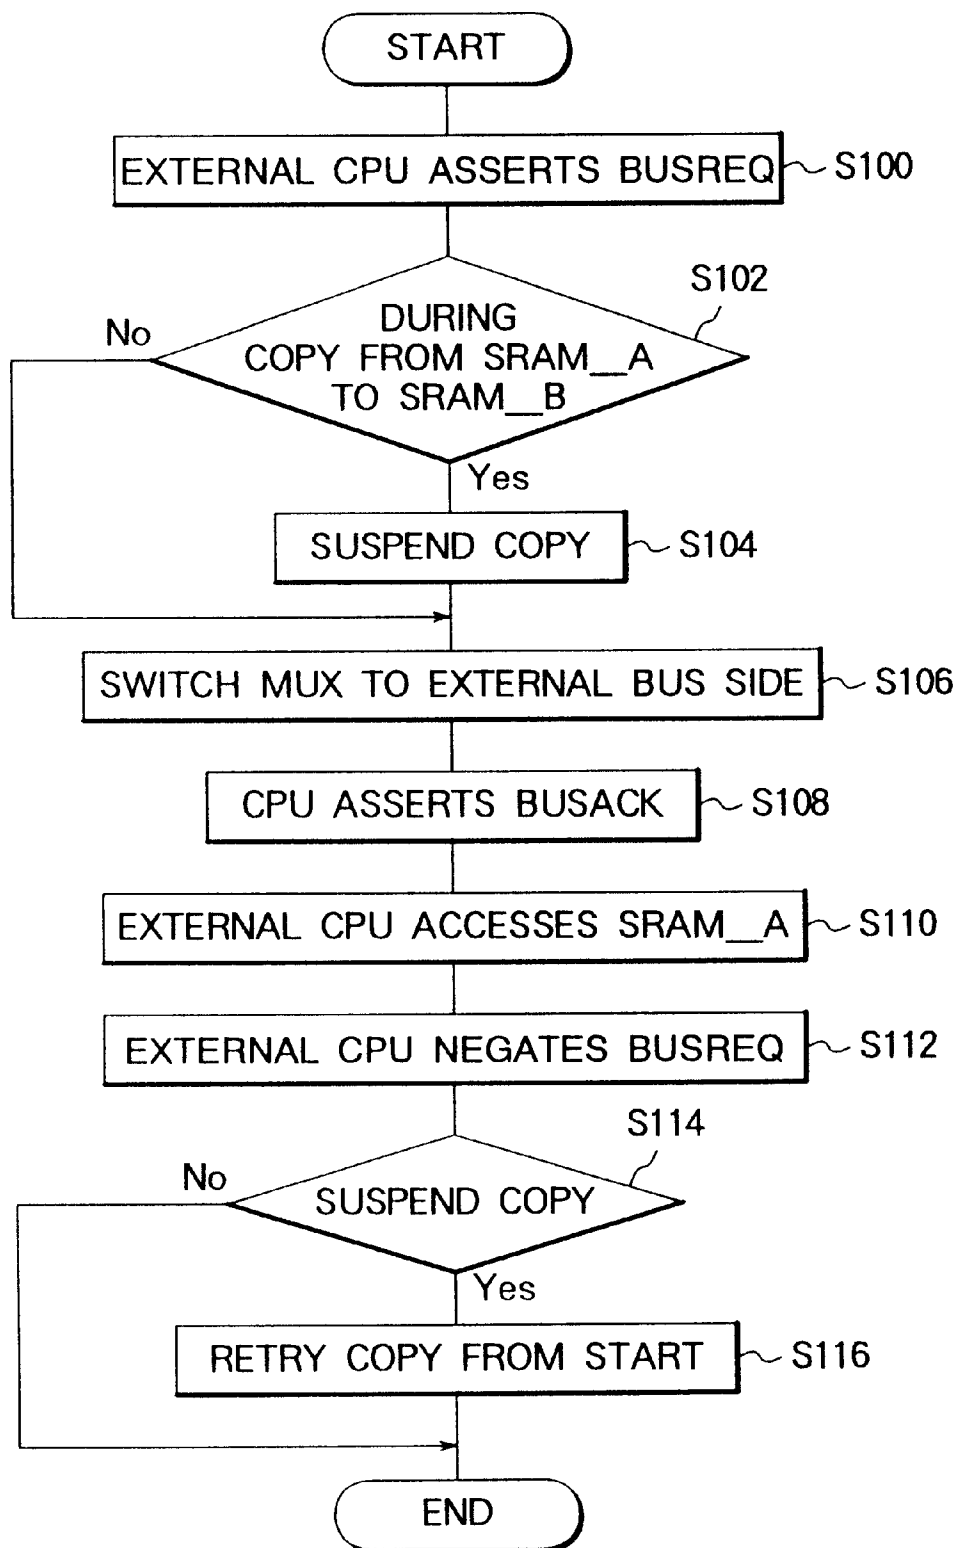 START
EXTERNAL CPU ASSERTS BUSREQ S100
S102
No
DURING
COPY FROM SRAM__A
TO SRAM__B
Yes
SUSPEND COPY S104
SWITCH MUX TO EXTERNAL BUS SIDE S106
CPU ASSERTS BUSACK S108
EXTERNAL CPU ACCESSES SRAM__A S110
EXTERNAL CPU NEGATES BUSREQ S112
S114
No
SUSPEND COPY
Yes
RETRY COPY FROM START S116
END